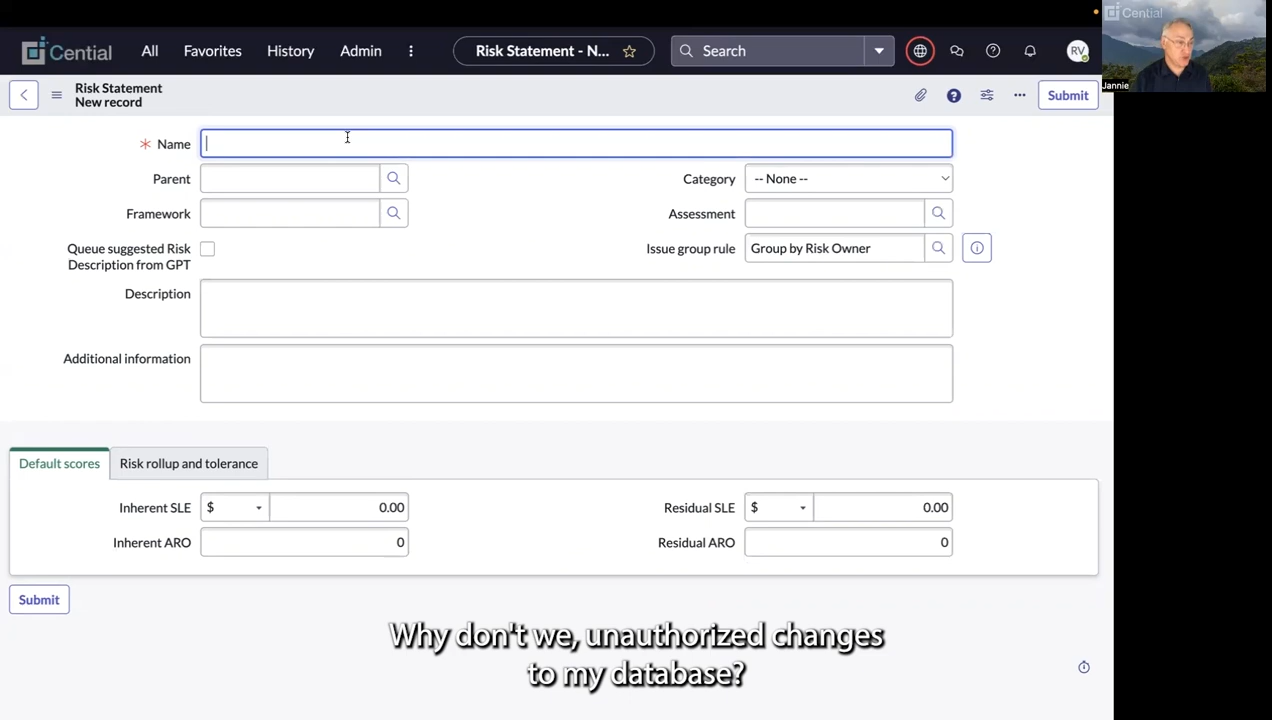 Cential
All
Favorites
History
Admin
Risk Statement - N...
Search
RV
Cential
Jannie
Risk Statement
New record
Submit
Name
Parent
Category
-- None --
Framework
Assessment
Queue suggested Risk
Description from GPT
Issue group rule
Group by Risk Owner
Description
Additional information
Default scores
Risk rollup and tolerance
Inherent SLE
$
0.00
Residual SLE
$
0.00
Inherent ARO
0
Residual ARO
0
Submit
Why don't we, unauthorized changes
to my database?